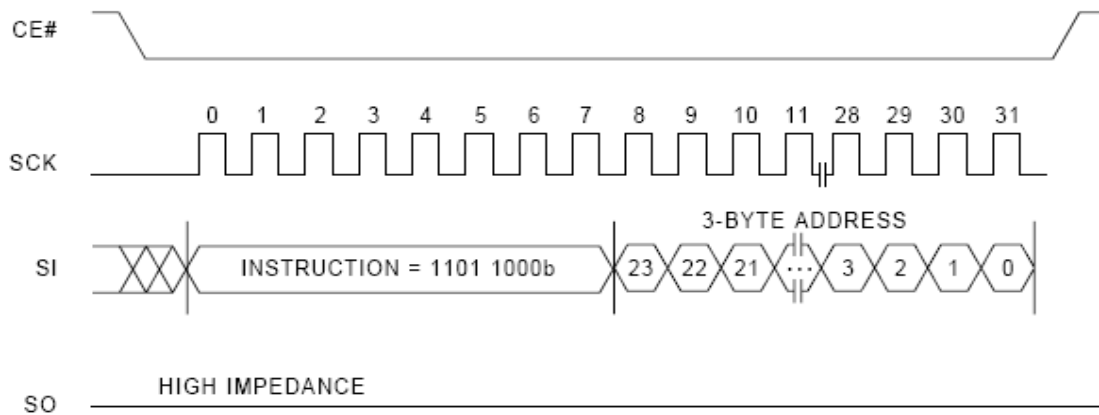 CE#
0 1 2 3 4 5 6 7 8 9 10 11 28 29 30 31
SCK
3-BYTE ADDRESS
SI INSTRUCTION = 1101 1000b 23 22 21 ... 3 2 1 0
HIGH IMPEDANCE
SO